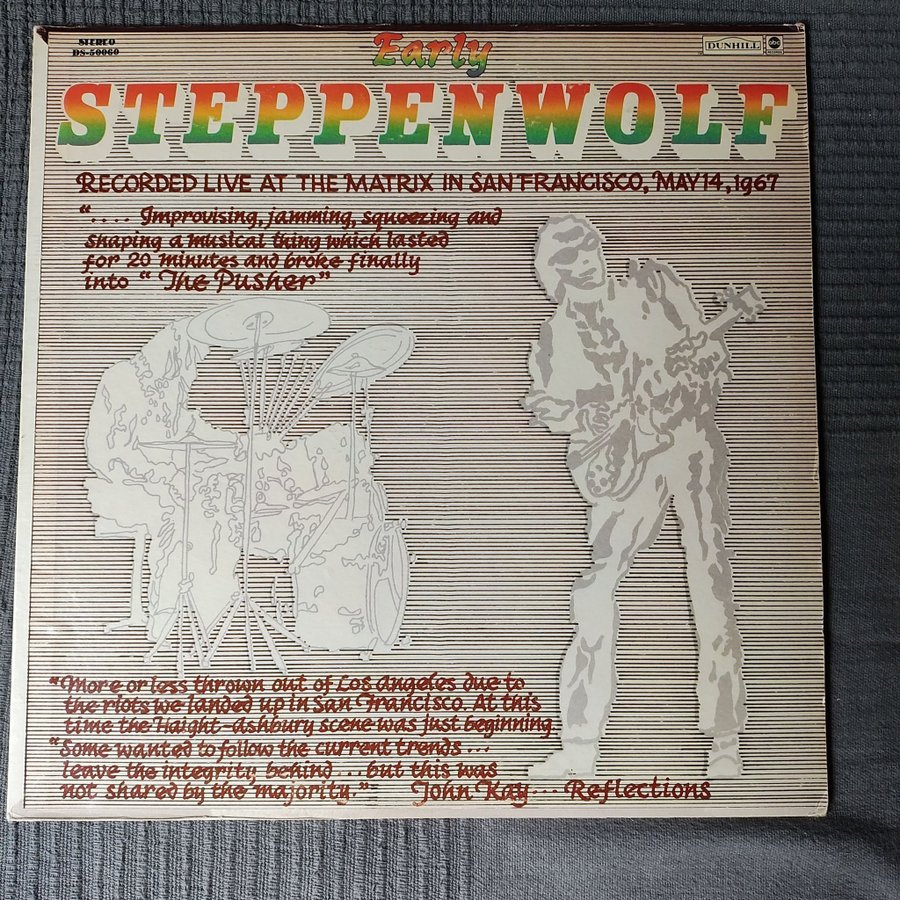 STEREO
DS-50060
Early
DUNHILL abc
STEPPENWOLF
RECORDED LIVE AT THE MATRIX IN SAN FRANCISCO, MAY 14, 1967
".... Improvising, jamming, squeezing and
shaping a musical thing which lasted
for 20 minutes and broke finally
into "The Pusher"
"More or less thrown out of Los Angeles due to
the riots we landed up in San Francisco. At this
time the Haight-Ashbury scene was just beginning.
"Some wanted to follow the current trends...
leave the integrity behind...but this was
not shared by the majority." John Kay... Reflections